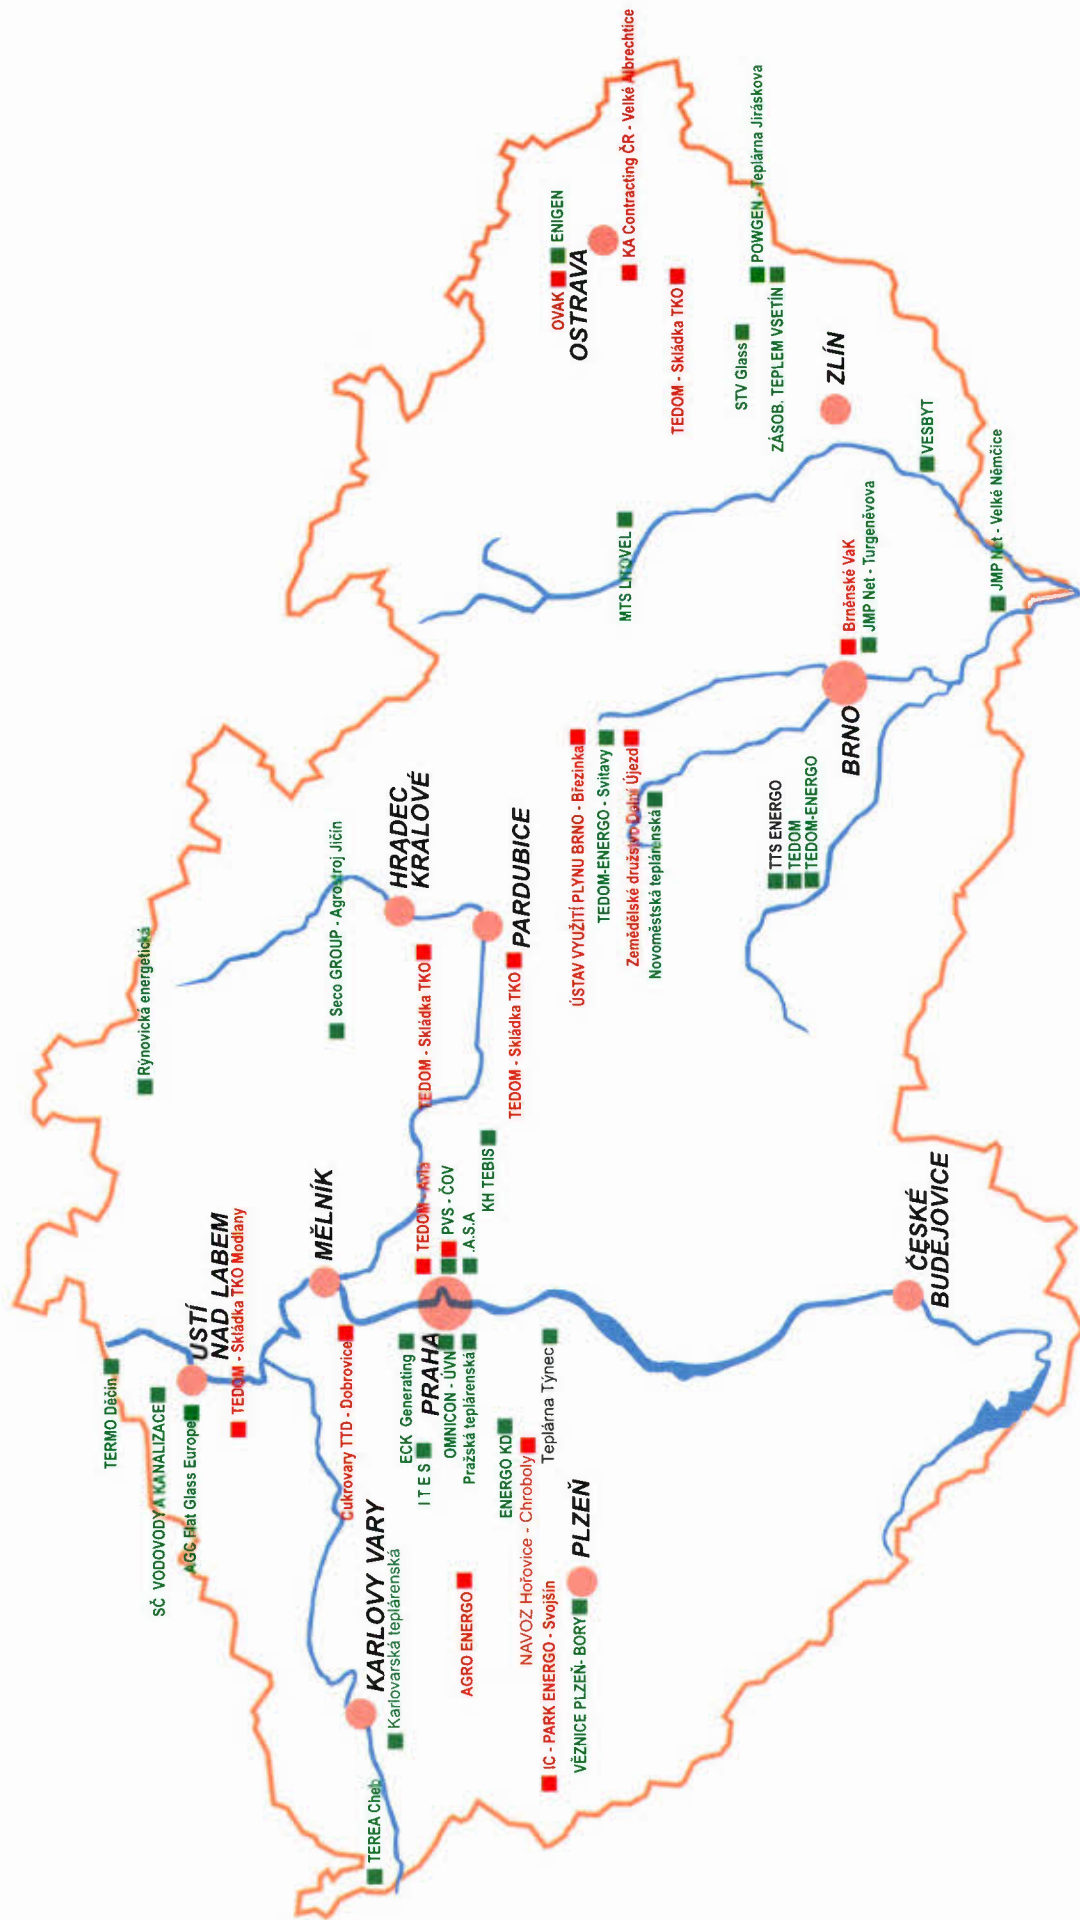 Rýnovická energetická
TERMO Děčín
SČ VODOVODY A KANALIZACE
AGC Flat Glass Europe
USTÍ
NAD LABEM
TEDOM - Skládka TKO Modlany
MĚLNÍK
Cukrovary TTD - Dobrovice
Seco GROUP - Agrostroj Jičín
HRADEC
KRÁLOVÉ
TEDOM - Skládka TKO
PARDUBICE
TEDOM - Skládka TKO
TEREA Cheb
KARLOVY VARY
Karlovarská teplárenská
ECK Generating
I T E S
PRAHA
OMNICON - ÚVN
Pražská teplárenská
TEDOM - Avia
PVS - ČOV
.A.S.A
KH TEBIS
AGRO ENERGO
ENERGO KD
NAVOZ Hořovice - Chroboly
Teplárna Týnec
IC - PARK ENERGO - Svojšín
PLZEŇ
VĚZNICE PLZEŇ- BORY
ČESKÉ
BUDĚJOVICE
ÚSTAV VYUŽITÍ PLYNU BRNO - Březinka
TEDOM-ENERGO - Svitavy
Zemědělské družstvo Dolní Újezd
Novoměstská teplárenská
TTS ENERGO
TEDOM
TEDOM-ENERGO
BRNO
Brněnské VaK
JMP Net - Turgeněvova
JMP Net - Velké Němčice
VESBYT
MTS LITOVEL
OVAK
ENIGEN
OSTRAVA
KA Contracting ČR - Velké Albrechtice
TEDOM - Skládka TKO
STV Glass
POWGEN - Teplárna Jiráskova
ZÁSOB. TEPLEM VSETÍN
ZLÍN